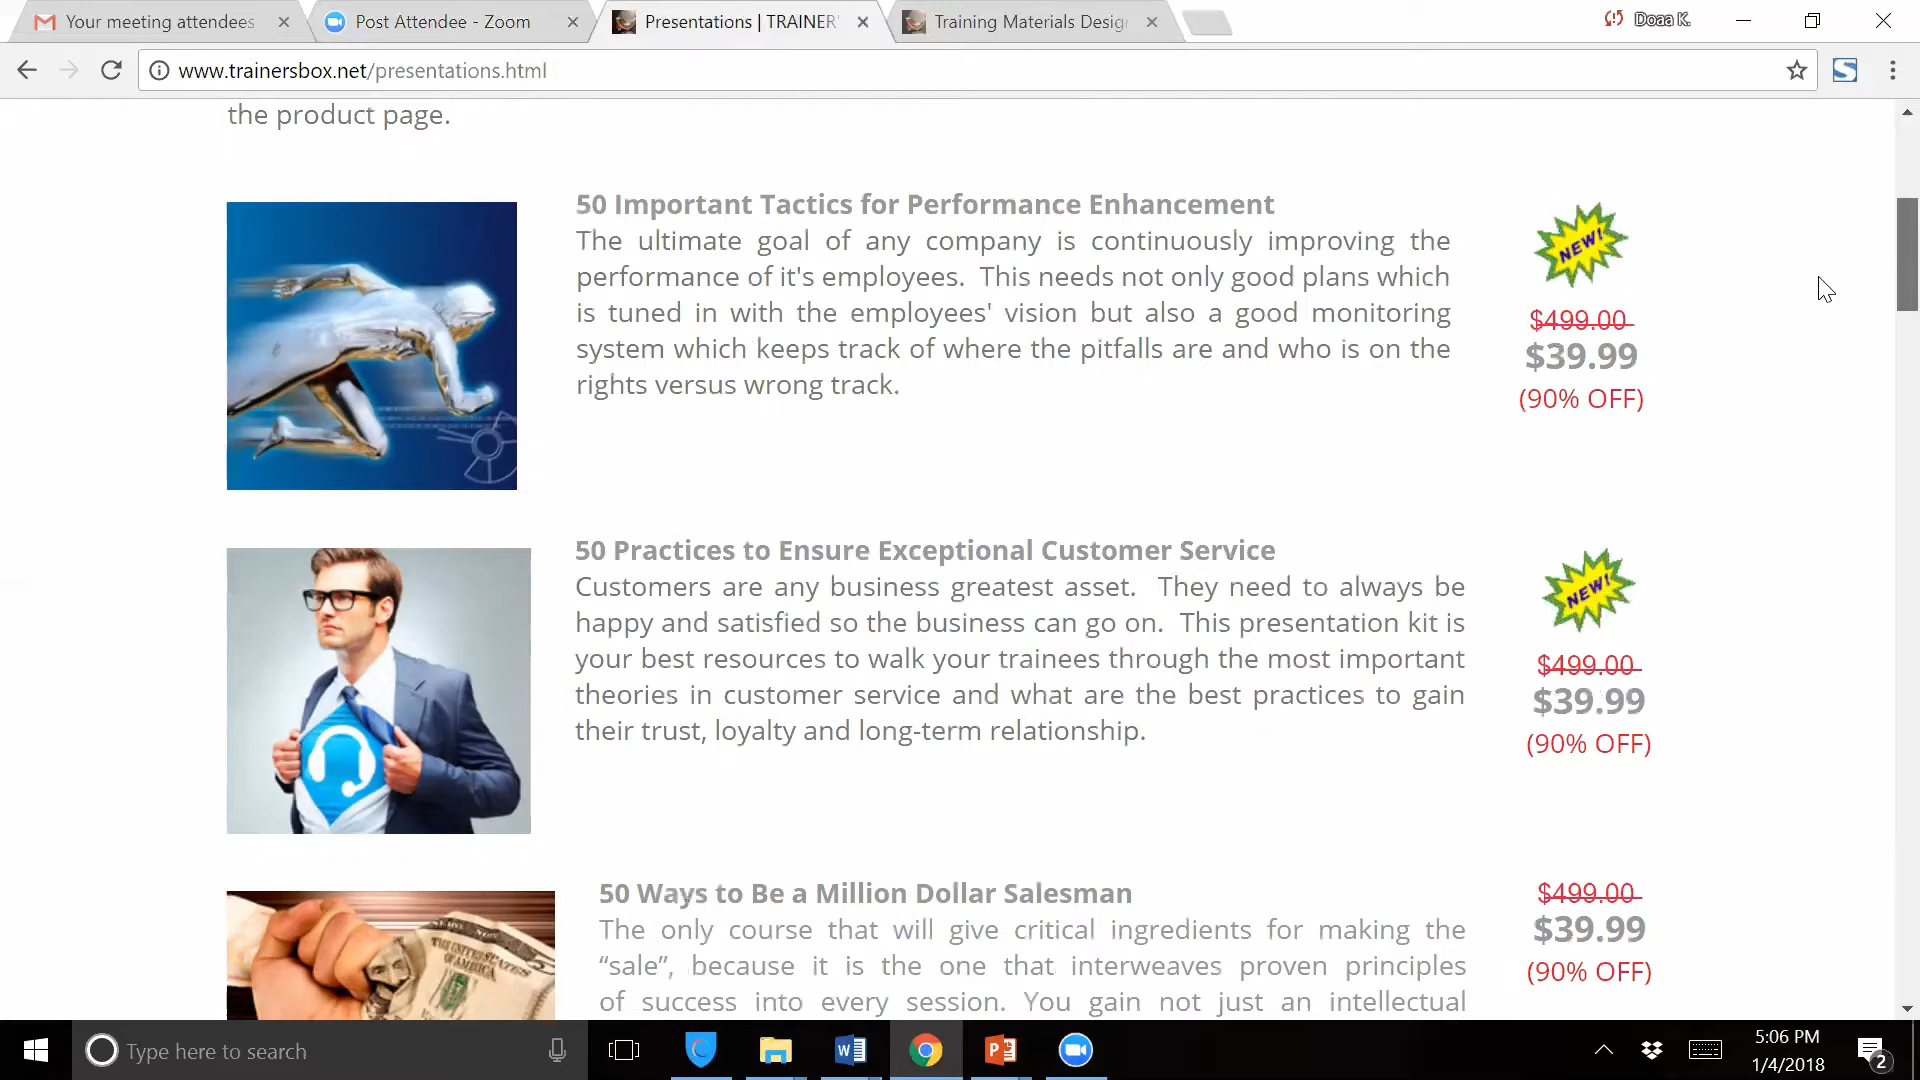 Your meeting attendees
Post Attendee - Zoom
Presentations | TRAINER'
Training Materials Desig
Doaa K.
www.trainersbox.net/presentations.html
the product page.
50 Important Tactics for Performance Enhancement
The ultimate goal of any company is continuously improving the
performance of it's employees. This needs not only good plans which
is tuned in with the employees' vision but also a good monitoring
system which keeps track of where the pitfalls are and who is on the
rights versus wrong track.
NEW!
$499.00
$39.99
(90% OFF)
50 Practices to Ensure Exceptional Customer Service
Customers are any business greatest asset. They need to always be
happy and satisfied so the business can go on. This presentation kit is
your best resources to walk your trainees through the most important
theories in customer service and what are the best practices to gain
their trust, loyalty and long-term relationship.
NEW!
$499.00
$39.99
(90% OFF)
50 Ways to Be a Million Dollar Salesman
The only course that will give critical ingredients for making the
“sale”, because it is the one that interweaves proven principles
of success into every session. You gain not just an intellectual
$499.00
$39.99
(90% OFF)
Type here to search
5:06 PM
1/4/2018
2